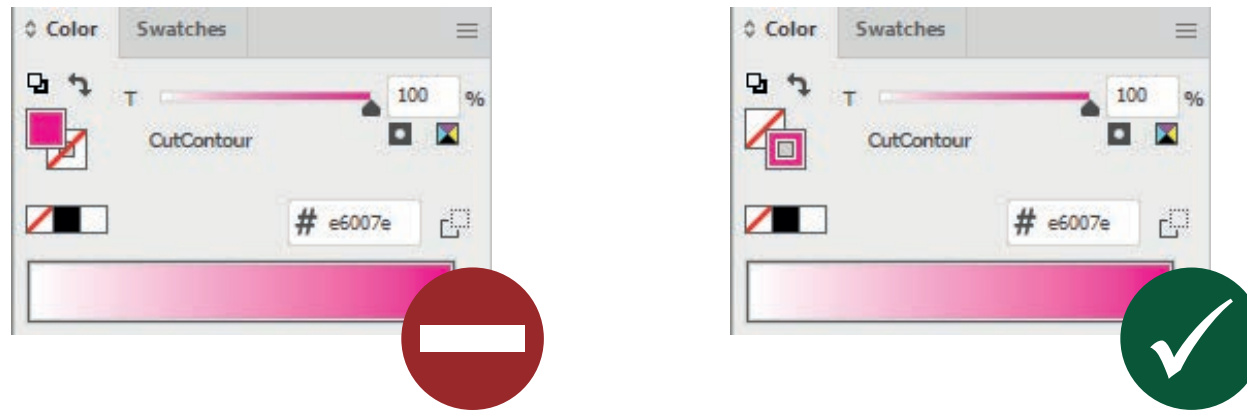 Color Swatches
T 100 %
CutContour
# e6007e
Color Swatches
T 100 %
CutContour
# e6007e